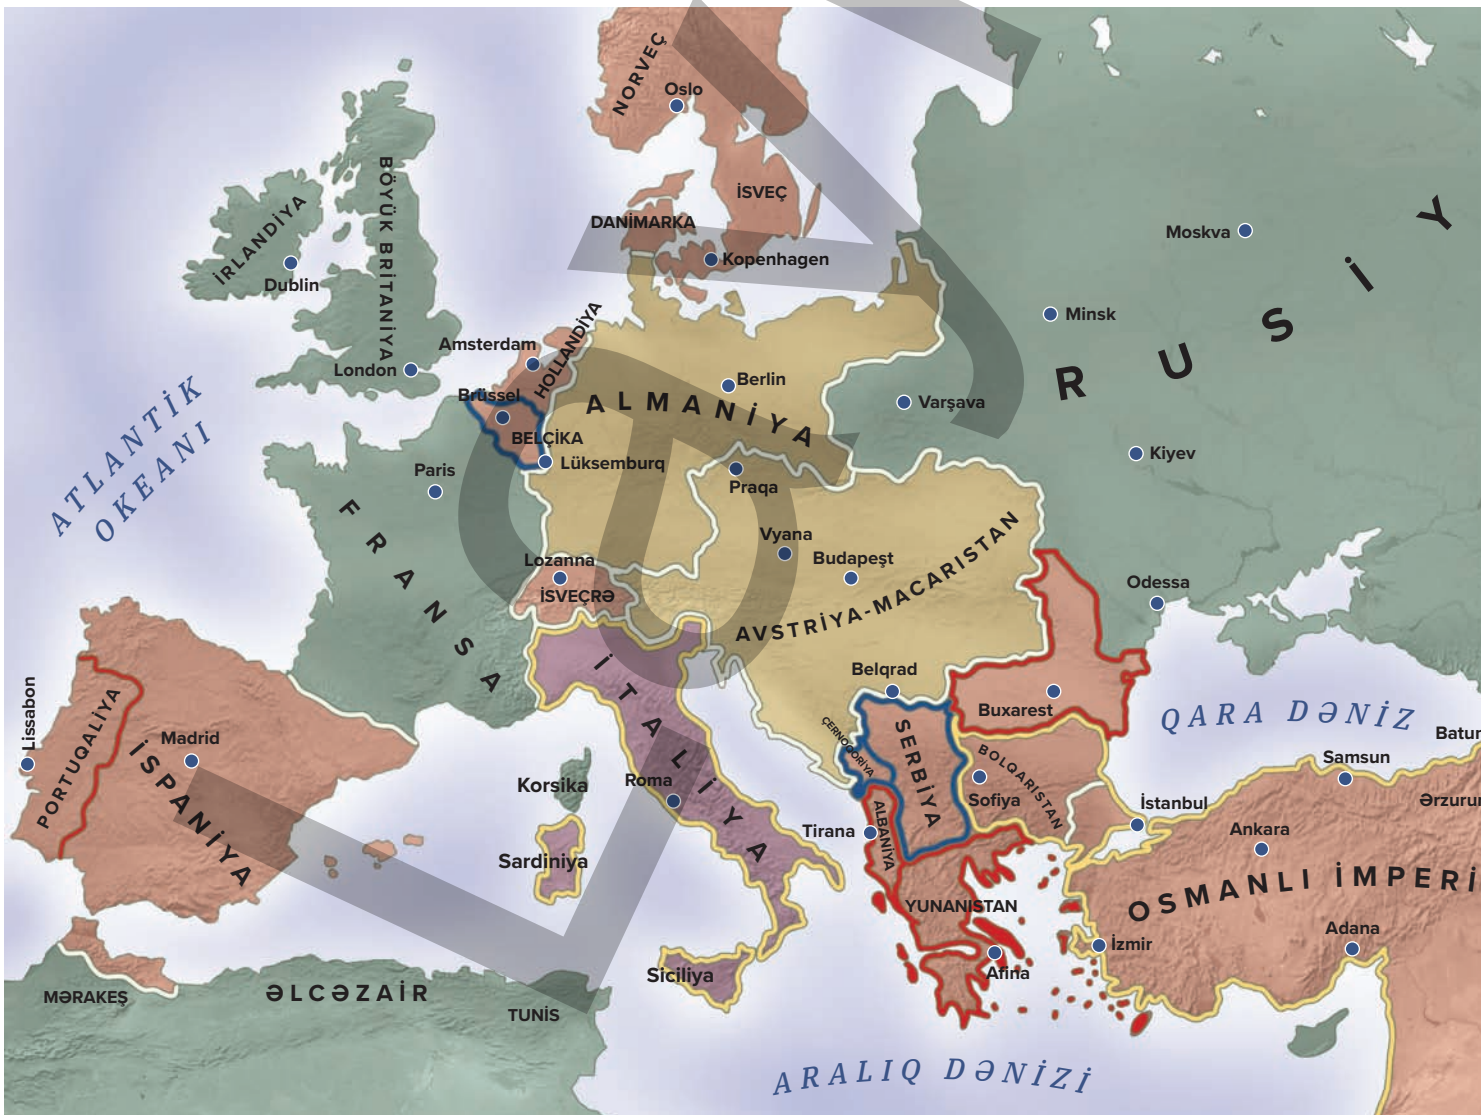 NORVEÇ
Oslo
İSVEÇ
DANİMARKA
Kopenhagen
BÖYÜK BRİTANİYA
İRLANDİYA
Dublin
London
Moskva
Minsk
RUSİY
Amsterdam
HOLLANDİYA
Brüssel
BELÇİKA
Lüksemburq
Berlin
ALMANİYA
Varşava
Kiyev
ATLANTİK
OKEANI
Paris
FRANSA
Praqa
Vyana
Budapeşt
AVSTRİYA-MACARISTAN
Lozanna
İSVEÇRƏ
Odessa
İTALİYA
Belqrad
Buxarest
QARA DƏNİZ
Lissabon
PORTUQALİYA
Madrid
İSPANİYA
Korsika
Roma
Sardiniya
ÇERNOQORİYA
SERBİYA
BOLQARISTAN
Sofiya
Samsun
Batum
Ərzurum
İstanbul
Ankara
Tirana
ALBANİYA
YUNANISTAN
OSMANLI İMPERİ
Adana
İzmir
Afina
Siciliya
MƏRAKEŞ
ƏLCƏZAİR
TUNİS
ARALIQ DƏNİZİ